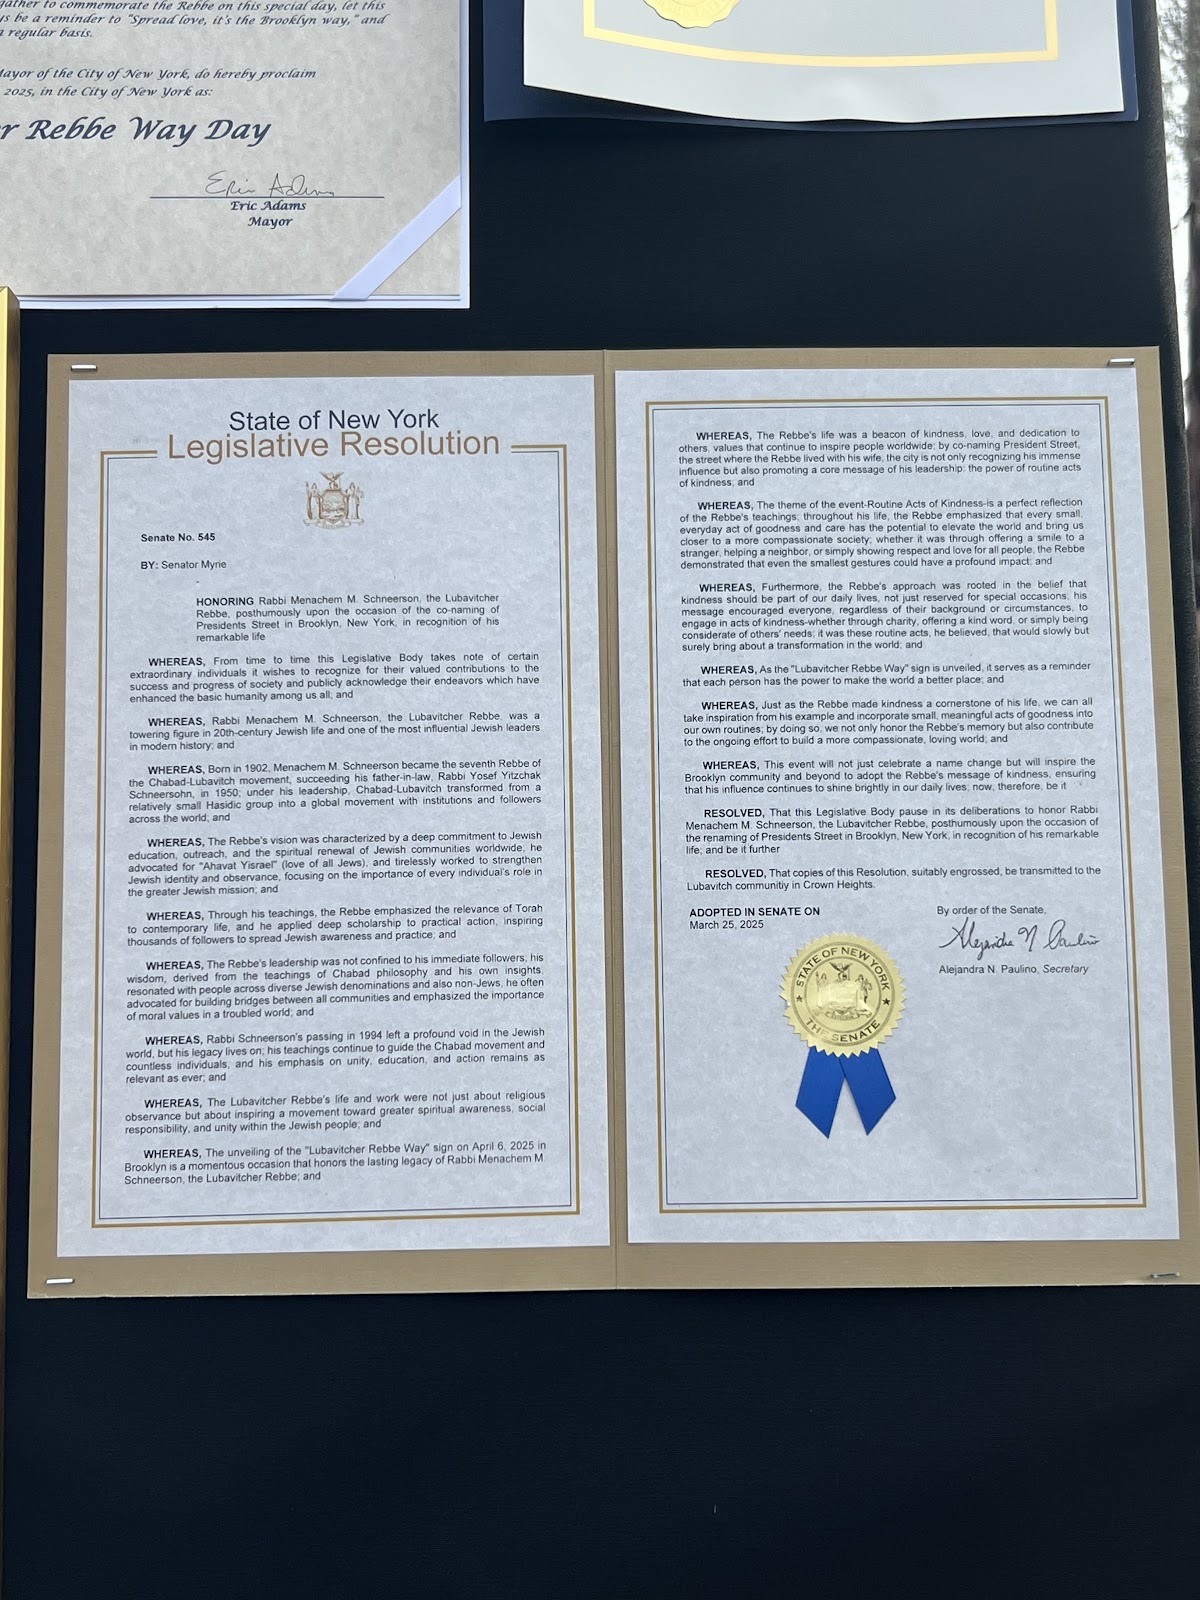 gather to commemorate the Rebbe on this special day, let this
be a reminder to "Spread love, it's the Brooklyn way," and
regular basis.
Mayor of the City of New York, do hereby proclaim
2025, in the City of New York as:
Rebbe Way Day
Eric Adams
Eric Adams
Mayor
State of New York
Legislative Resolution
Senate No. 545
BY: Senator Myrie
HONORING Rabbi Menachem M. Schneerson, the Lubavitcher
Rebbe, posthumously upon the occasion of the co-naming of
Presidents Street in Brooklyn, New York, in recognition of his
remarkable life
WHEREAS, From time to time this Legislative Body takes note of certain
extraordinary individuals it wishes to recognize for their valued contributions to the
success and progress of society and publicly acknowledge their endeavors which have
enhanced the basic humanity among us all; and
WHEREAS, Rabbi Menachem M. Schneerson, the Lubavitcher Rebbe, was a
towering figure in 20th-century Jewish life and one of the most influential Jewish leaders
in modern history; and
WHEREAS, Born in 1902, Menachem M. Schneerson became the seventh Rebbe of
the Chabad-Lubavitch movement, succeeding his father-in-law, Rabbi Yosef Yitzchak
Schneersohn, in 1950; under his leadership, Chabad-Lubavitch transformed from a
relatively small Hasidic group into a global movement with institutions and followers
across the world; and
WHEREAS, The Rebbe's vision was characterized by a deep commitment to Jewish
education, outreach, and the spiritual renewal of Jewish communities worldwide; he
advocated for "Ahavat Yisrael" (love of all Jews), and tirelessly worked to strengthen
Jewish identity and observance, focusing on the importance of every individual's role in
the greater Jewish mission; and
WHEREAS, Through his teachings, the Rebbe emphasized the relevance of Torah
to contemporary life, and he applied deep scholarship to practical action, inspiring
thousands of followers to spread Jewish awareness and practice; and
WHEREAS, The Rebbe's leadership was not confined to his immediate followers; his
wisdom, derived from the teachings of Chabad philosophy and his own insights,
resonated with people across diverse Jewish denominations and also non-Jews, he often
advocated for building bridges between all communities and emphasized the importance
of moral values in a troubled world; and
WHEREAS, Rabbi Schneerson's passing in 1994 left a profound void in the Jewish
world, but his legacy lives on; his teachings continue to guide the Chabad movement and
countless individuals, and his emphasis on unity, education, and action remains as
relevant as ever; and
WHEREAS, The Lubavitcher Rebbe's life and work were not just about religious
observance but about inspiring a movement toward greater spiritual awareness, social
responsibility, and unity within the Jewish people; and
WHEREAS, The unveiling of the "Lubavitcher Rebbe Way" sign on April 6, 2025 in
Brooklyn is a momentous occasion that honors the lasting legacy of Rabbi Menachem M.
Schneerson, the Lubavitcher Rebbe; and
WHEREAS, The Rebbe's life was a beacon of kindness, love, and dedication to
others, values that continue to inspire people worldwide; by co-naming President Street,
the street where the Rebbe lived with his wife, the city is not only recognizing his immense
influence but also promoting a core message of his leadership: the power of routine acts
of kindness; and
WHEREAS, The theme of the event-Routine Acts of Kindness-is a perfect reflection
of the Rebbe's teachings; throughout his life, the Rebbe emphasized that every small,
everyday act of goodness and care has the potential to elevate the world and bring us
closer to a more compassionate society; whether it was through offering a smile to a
stranger, helping a neighbor, or simply showing respect and love for all people, the Rebbe
demonstrated that even the smallest gestures could have a profound impact; and
WHEREAS, Furthermore, the Rebbe's approach was rooted in the belief that
kindness should be part of our daily lives, not just reserved for special occasions; his
message encouraged everyone, regardless of their background or circumstances, to
engage in acts of kindness-whether through charity, offering a kind word, or simply being
considerate of others' needs; it was these routine acts, he believed, that would slowly but
surely bring about a transformation in the world; and
WHEREAS, As the "Lubavitcher Rebbe Way" sign is unveiled, it serves as a reminder
that each person has the power to make the world a better place; and
WHEREAS, Just as the Rebbe made kindness a cornerstone of his life, we can all
take inspiration from his example and incorporate small, meaningful acts of goodness into
our own routines; by doing so, we not only honor the Rebbe's memory but also contribute
to the ongoing effort to build a more compassionate, loving world; and
WHEREAS, This event will not just celebrate a name change but will inspire the
Brooklyn community and beyond to adopt the Rebbe's message of kindness, ensuring
that his influence continues to shine brightly in our daily lives; now, therefore, be it
RESOLVED, That this Legislative Body pause in its deliberations to honor Rabbi
Menachem M. Schneerson, the Lubavitcher Rebbe, posthumously upon the occasion of
the renaming of Presidents Street in Brooklyn, New York, in recognition of his remarkable
life; and be it further
RESOLVED, That copies of this Resolution, suitably engrossed, be transmitted to the
Lubavitch communitiy in Crown Heights.
ADOPTED IN SENATE ON
March 25, 2025
By order of the Senate,
Alejandra N Paulino
Alejandra N. Paulino, Secretary
STATE OF NEW YORK
THE SENATE